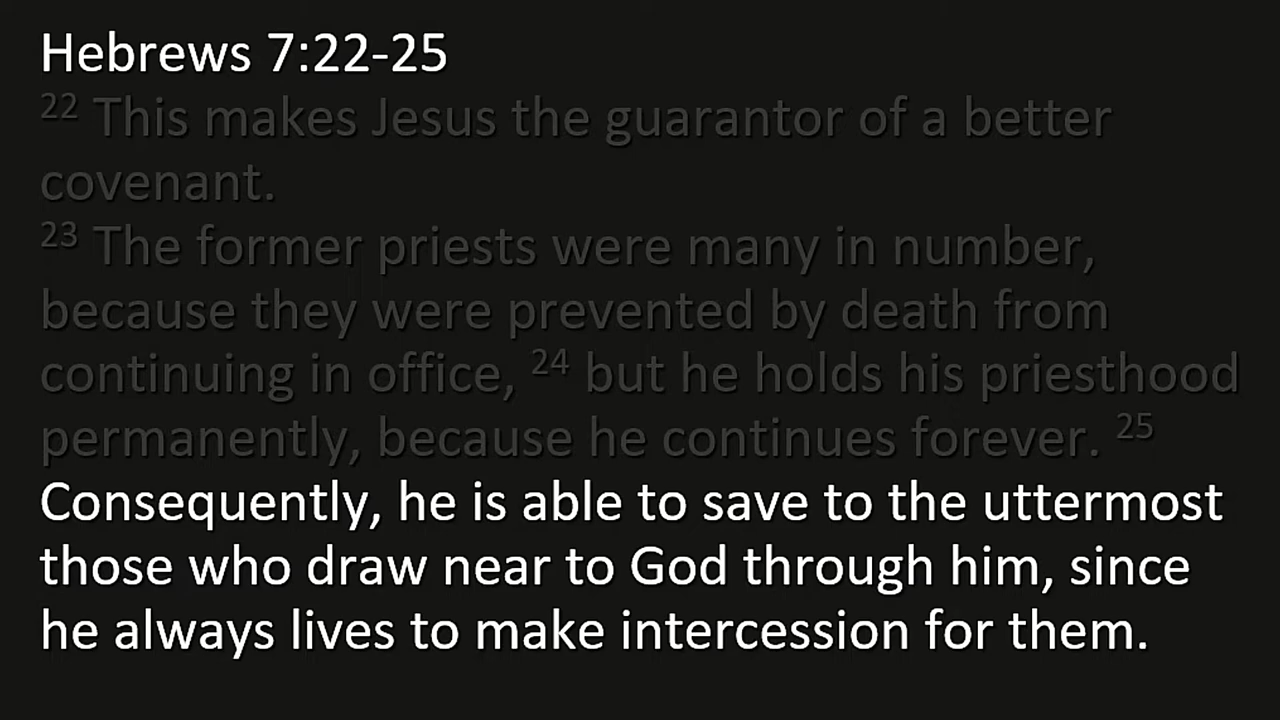 Hebrews 7:22-25
22 This makes Jesus the guarantor of a better
covenant.
23 The former priests were many in number,
because they were prevented by death from
continuing in office, 24 but he holds his priesthood
permanently, because he continues forever. 25
Consequently, he is able to save to the uttermost
those who draw near to God through him, since
he always lives to make intercession for them.